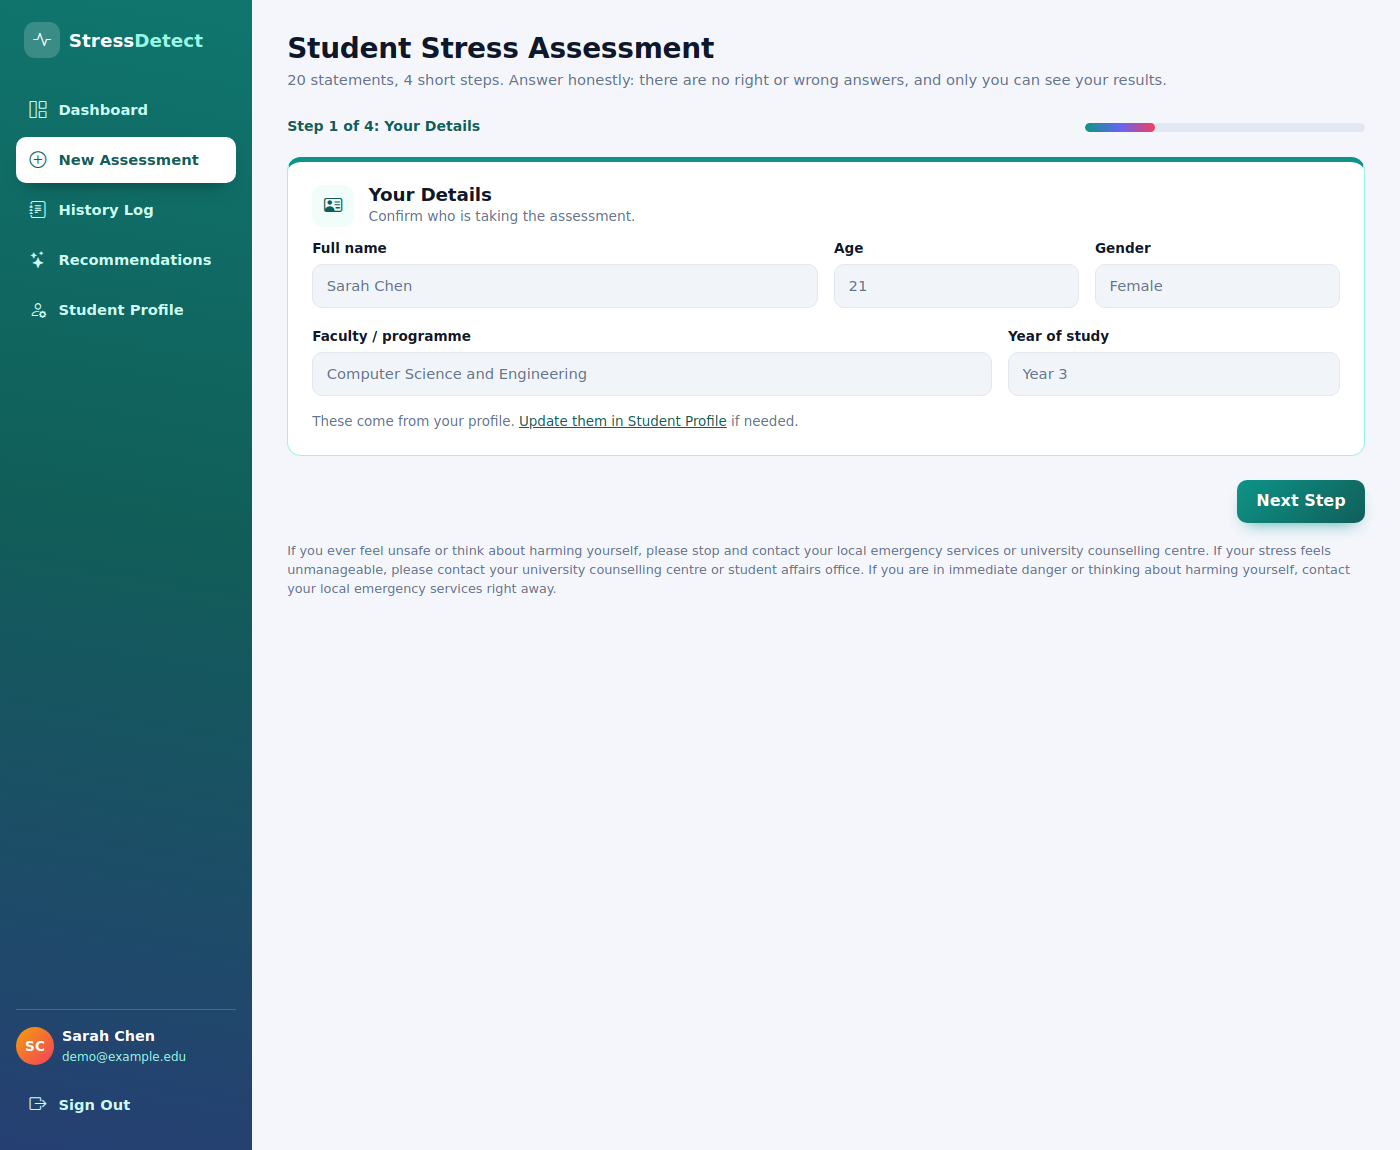 StressDetect
Dashboard
New Assessment
History Log
Recommendations
Student Profile
SC
Sarah Chen
demo@example.edu
Sign Out
Student Stress Assessment
20 statements, 4 short steps. Answer honestly: there are no right or wrong answers, and only you can see your results.
Step 1 of 4: Your Details
Your Details
Confirm who is taking the assessment.
Full name
Age
Gender
Sarah Chen
21
Female
Faculty / programme
Year of study
Computer Science and Engineering
Year 3
These come from your profile. Update them in Student Profile if needed.
Next Step
If you ever feel unsafe or think about harming yourself, please stop and contact your local emergency services or university counselling centre. If your stress feels
unmanageable, please contact your university counselling centre or student affairs office. If you are in immediate danger or thinking about harming yourself, contact
your local emergency services right away.